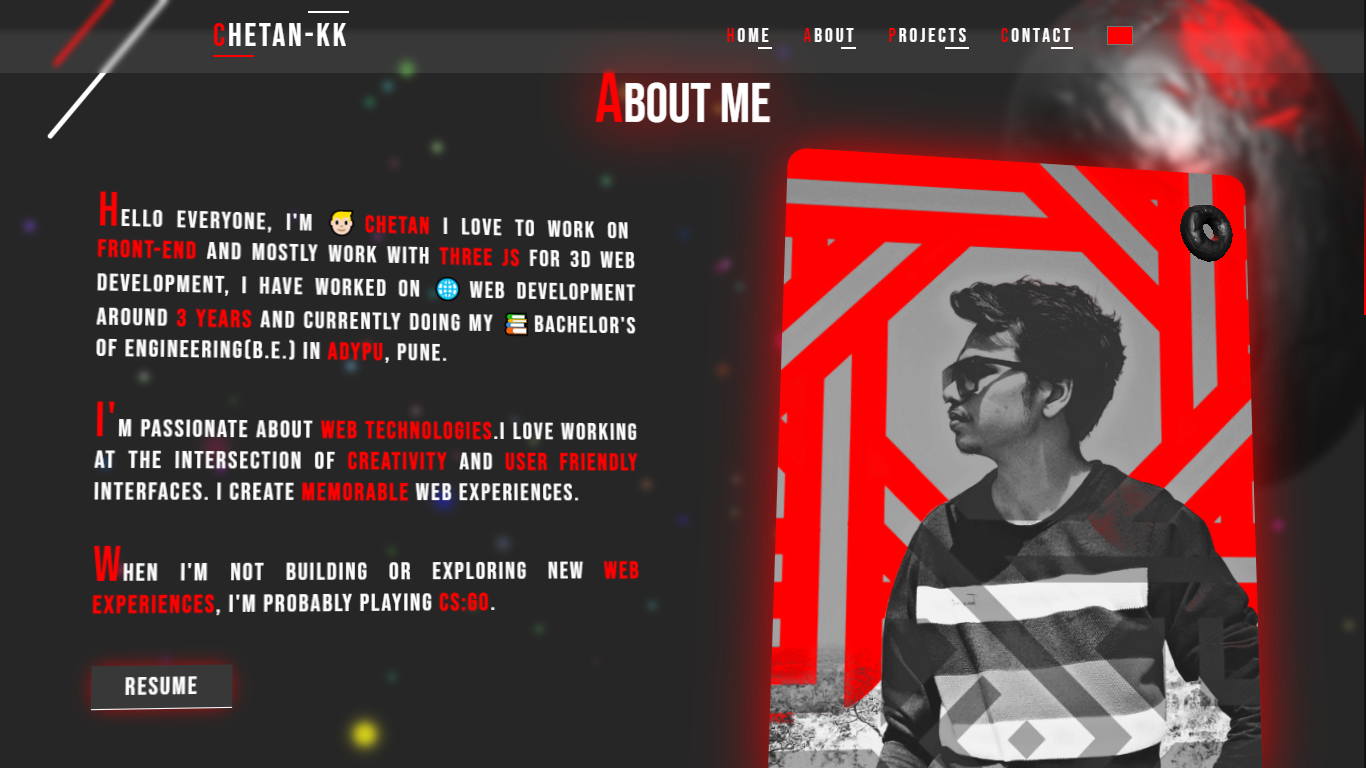 CHETAN-KK
HOME ABOUT PROJECTS CONTACT
ABOUT ME
HELLO EVERYONE, I'M CHETAN I LOVE TO WORK ON
FRONT-END AND MOSTLY WORK WITH THREE JS FOR 3D WEB
DEVELOPMENT, I HAVE WORKED ON WEB DEVELOPMENT
AROUND 3 YEARS AND CURRENTLY DOING MY BACHELOR'S
OF ENGINEERING(B.E.) IN ADYPU, PUNE.
I'M PASSIONATE ABOUT WEB TECHNOLOGIES.I LOVE WORKING
AT THE INTERSECTION OF CREATIVITY AND USER FRIENDLY
INTERFACES. I CREATE MEMORABLE WEB EXPERIENCES.
WHEN I'M NOT BUILDING OR EXPLORING NEW WEB
EXPERIENCES, I'M PROBABLY PLAYING CS:GO.
RESUME